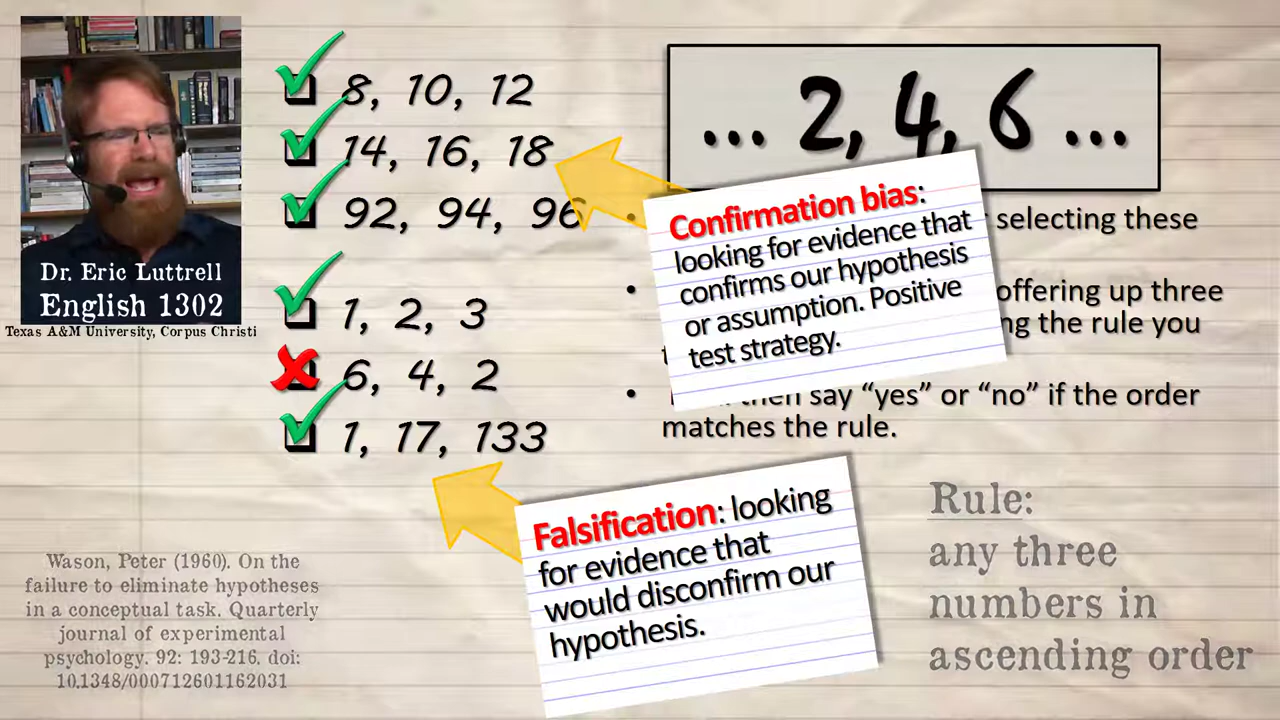 Dr. Eric Luttrell
English 1302
Texas A&M University, Corpus Christi
8, 10, 12
14, 16, 18
92, 94, 96
1, 2, 3
6, 4, 2
1, 17, 133
... 2, 4, 6 ...
Confirmation bias:
looking for evidence that
confirms our hypothesis
or assumption. Positive
test strategy.
selecting these
offering up three
the rule you
then say “yes” or “no” if the order
matches the rule.
Falsification: looking
for evidence that
would disconfirm our
hypothesis.
Rule:
any three
numbers in
ascending order
Wason, Peter (1960). On the
failure to eliminate hypotheses
in a conceptual task. Quarterly
journal of experimental
psychology. 92: 193-216. doi:
10.1348/000712601162031